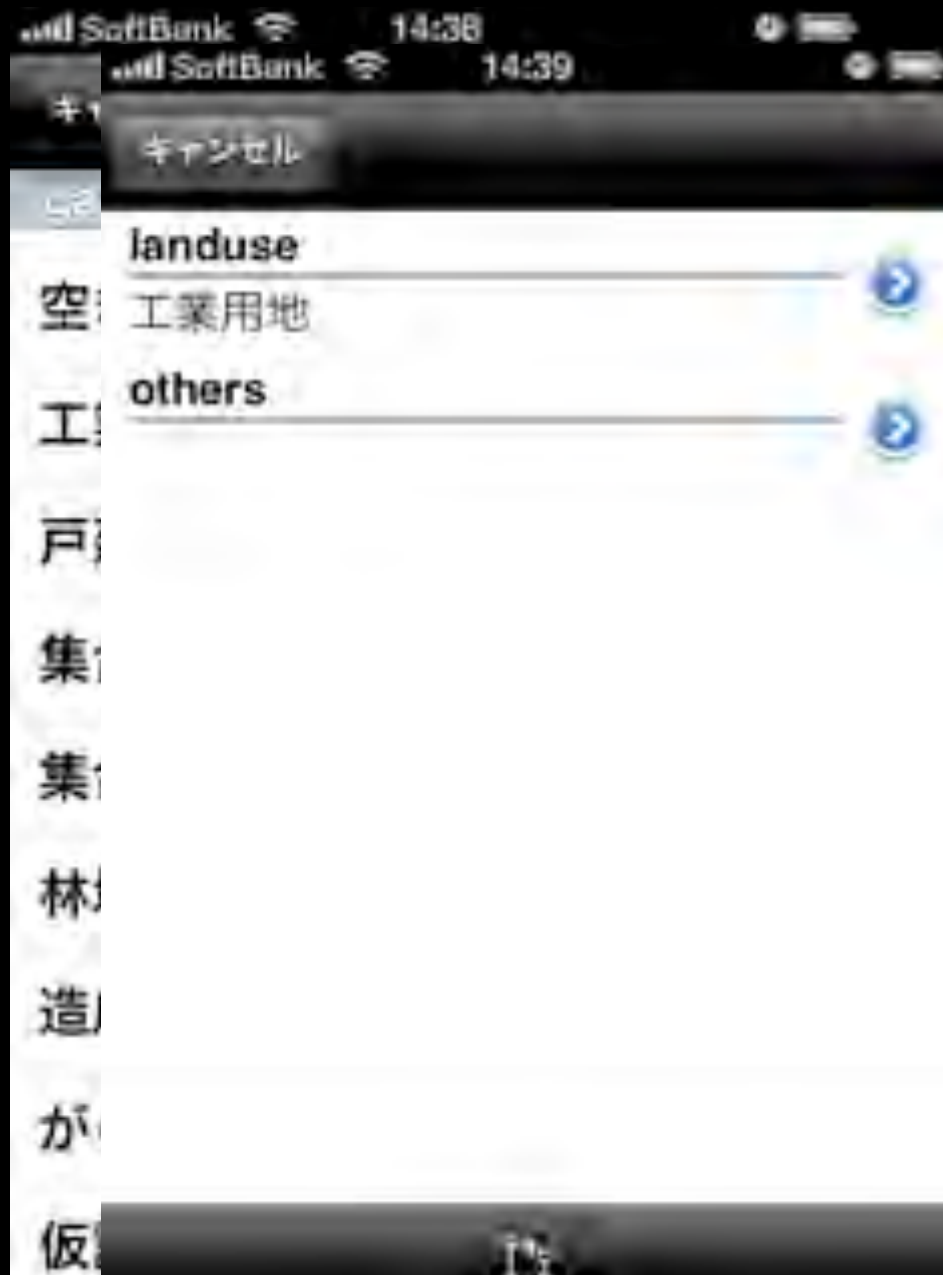 SoftBank 14:38
SoftBank 14:39
キャンセル
landuse
工業用地
others
空
工
戸
集
集
林
造
が
仮